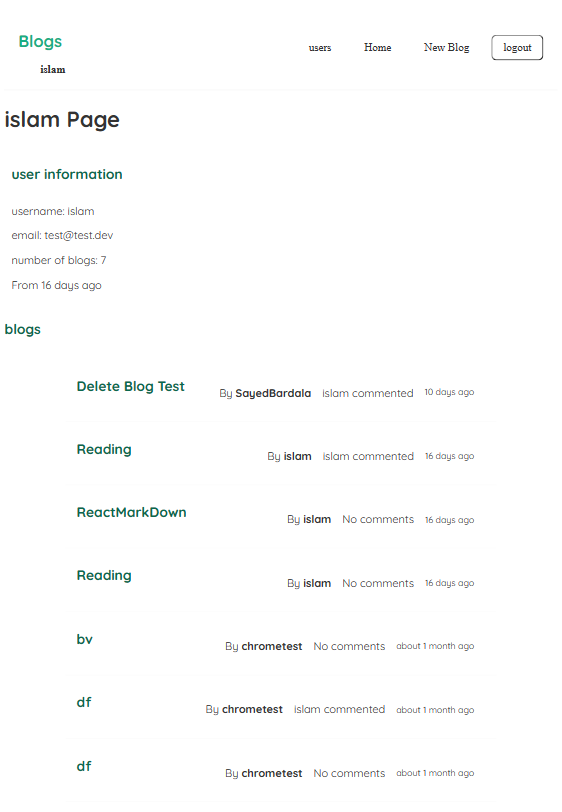 Blogs
users Home New Blog logout
islam
islam Page
user information
username: islam
email: test@test.dev
number of blogs: 7
From 16 days ago
blogs
Delete Blog Test By SayedBardala islam commented 10 days ago
Reading By islam islam commented 16 days ago
ReactMarkDown By islam No comments 16 days ago
Reading By islam No comments 16 days ago
bv By chrometest No comments about 1 month ago
df By chrometest islam commented about 1 month ago
df By chrometest No comments about 1 month ago